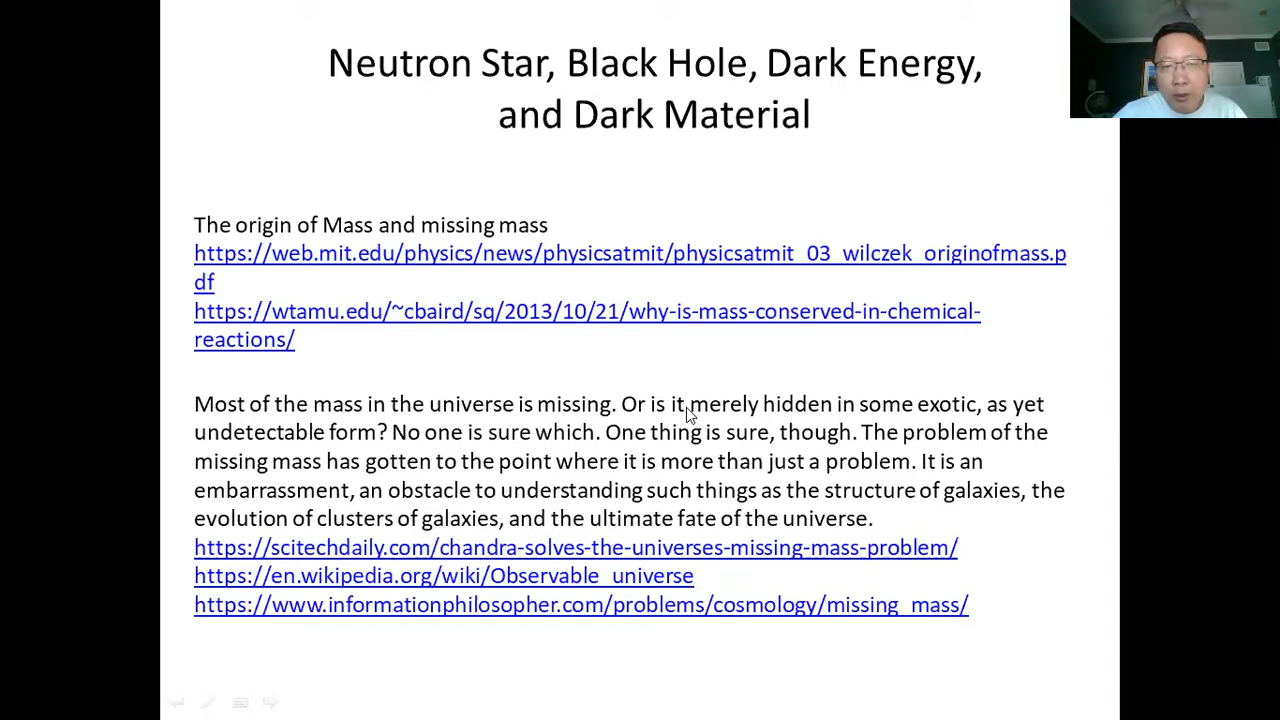 Neutron Star, Black Hole, Dark Energy,
and Dark Material
The origin of Mass and missing mass
https://web.mit.edu/physics/news/physicsatmit/physicsatmit_03_wilczek_originofmass.p
df
https://wtamu.edu/~cbaird/sq/2013/10/21/why-is-mass-conserved-in-chemical-
reactions/
Most of the mass in the universe is missing. Or is it merely hidden in some exotic, as yet
undetectable form? No one is sure which. One thing is sure, though. The problem of the
missing mass has gotten to the point where it is more than just a problem. It is an
embarrassment, an obstacle to understanding such things as the structure of galaxies, the
evolution of clusters of galaxies, and the ultimate fate of the universe.
https://scitechdaily.com/chandra-solves-the-universes-missing-mass-problem/
https://en.wikipedia.org/wiki/Observable_universe
https://www.informationphilosopher.com/problems/cosmology/missing_mass/